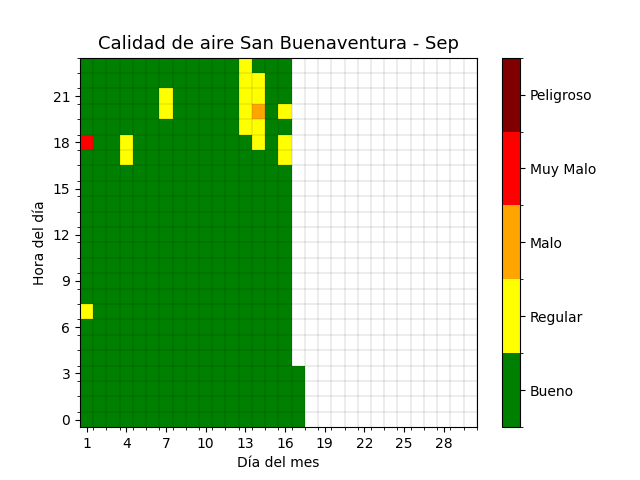 Calidad de aire San Buenaventura - Sep
Hora del día
21
18
15
12
9
6
3
0
1 4 7 10 13 16 19 22 25 28
Día del mes
Peligroso
Muy Malo
Malo
Regular
Bueno